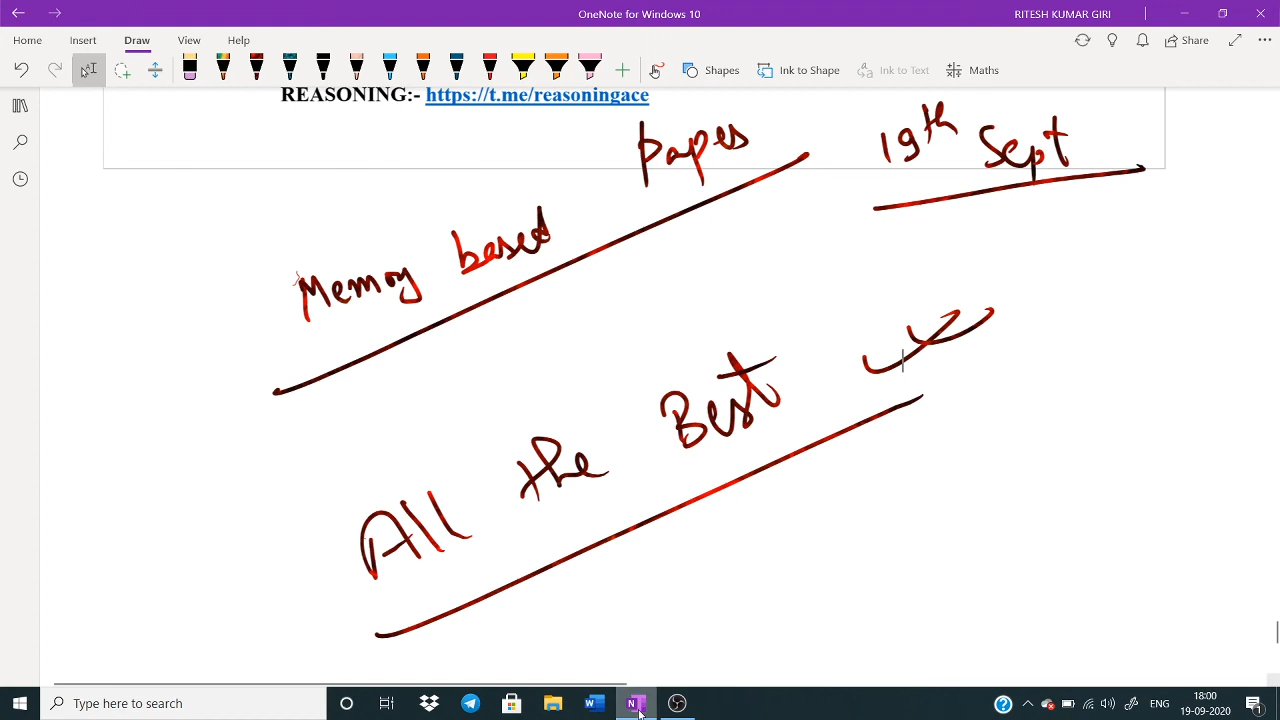 OneNote for Windows 10
RITESH KUMAR GIRI
Home Insert Draw View Help
Share
Shapes
Ink to Shape
Ink to Text
Maths
REASONING:- https://t.me/reasoningace
papes 19th Sept
Memoy based
All the Best
Type here to search
ENG
18:00
19-09-2020